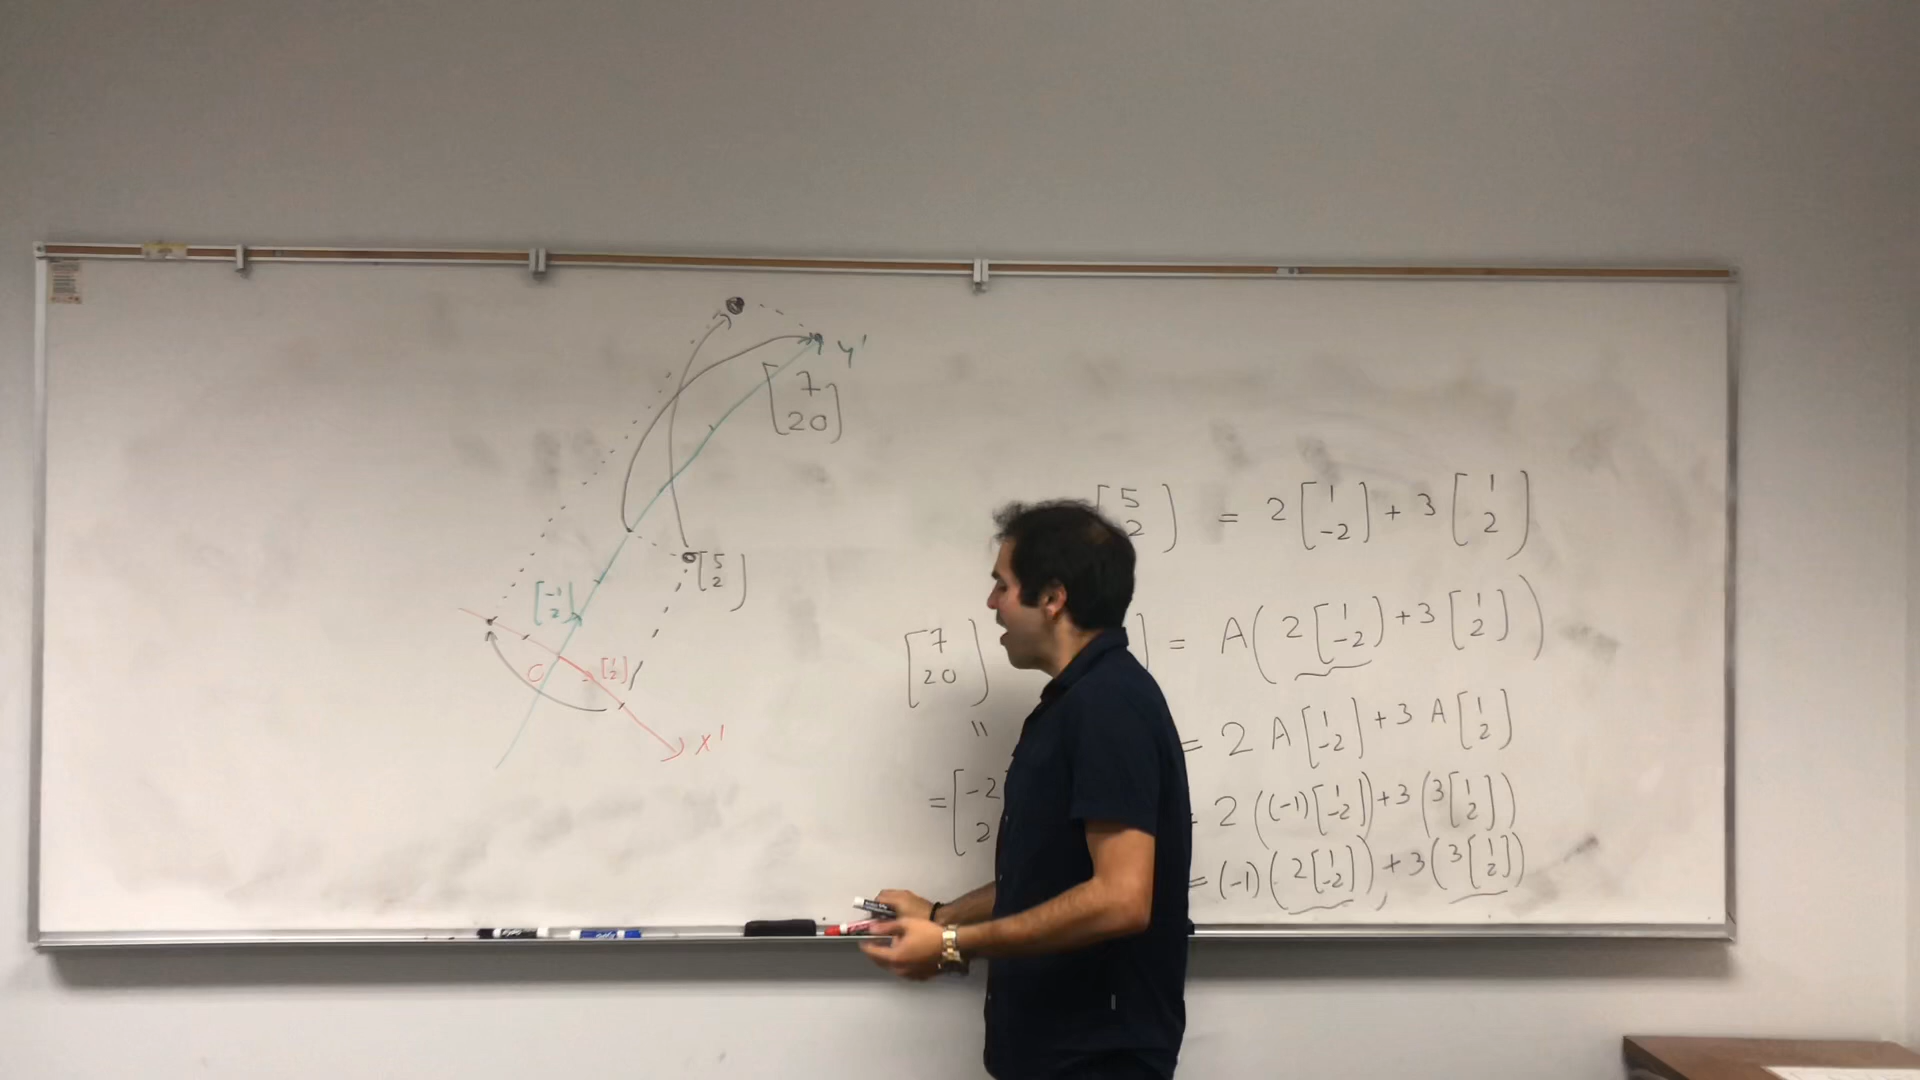 y'
[7
20]
[5
2]
[-1
2]
O
[1
2]
x'
[5
2] = 2[1
-2] + 3[1
2]
[7
20] = A(2[1
-2] + 3[1
2])
"
= 2 A[1
-2] + 3 A[1
2]
= [-2
2
2((-1)[1
-2]) + 3(3[1
2])
= (-1)(2[1
-2]) + 3(3[1
2])